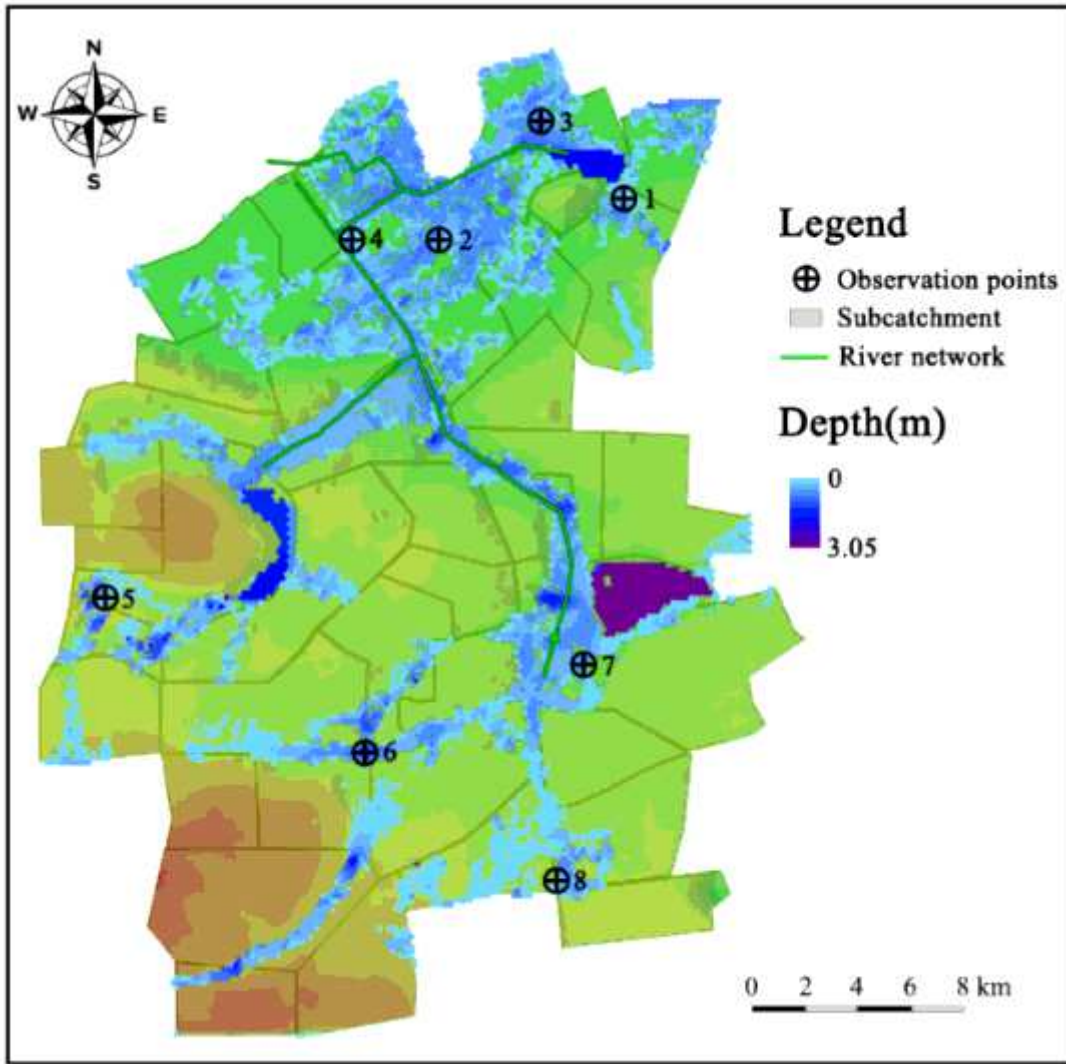 N
W E
S
3
1
4 2
Legend
Observation points
Subcatchment
River network
Depth(m)
0
3.05
5
7
6
8
0 2 4 6 8 km